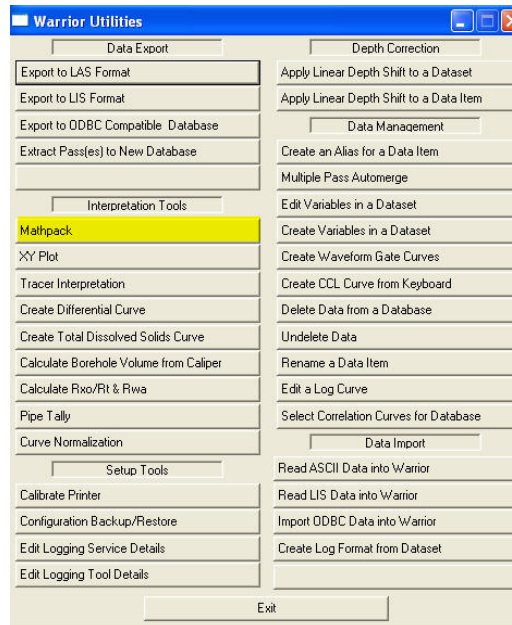 Warrior Utilities
Data Export
Export to LAS Format
Export to LIS Format
Export to ODBC Compatible Database
Extract Pass(es) to New Database
Interpretation Tools
Mathpack
XY Plot
Tracer Interpretation
Create Differential Curve
Create Total Dissolved Solids Curve
Calculate Borehole Volume from Caliper
Calculate Rxo/Rt & Rwa
Pipe Tally
Curve Normalization
Setup Tools
Calibrate Printer
Configuration Backup/Restore
Edit Logging Service Details
Edit Logging Tool Details
Depth Correction
Apply Linear Depth Shift to a Dataset
Apply Linear Depth Shift to a Data Item
Data Management
Create an Alias for a Data Item
Multiple Pass Automerge
Edit Variables in a Dataset
Create Variables in a Dataset
Create Waveform Gate Curves
Create CCL Curve from Keyboard
Delete Data from a Database
Undelete Data
Rename a Data Item
Edit a Log Curve
Select Correlation Curves for Database
Data Import
Read ASCII Data into Warrior
Read LIS Data into Warrior
Import ODBC Data into Warrior
Create Log Format from Dataset
Exit